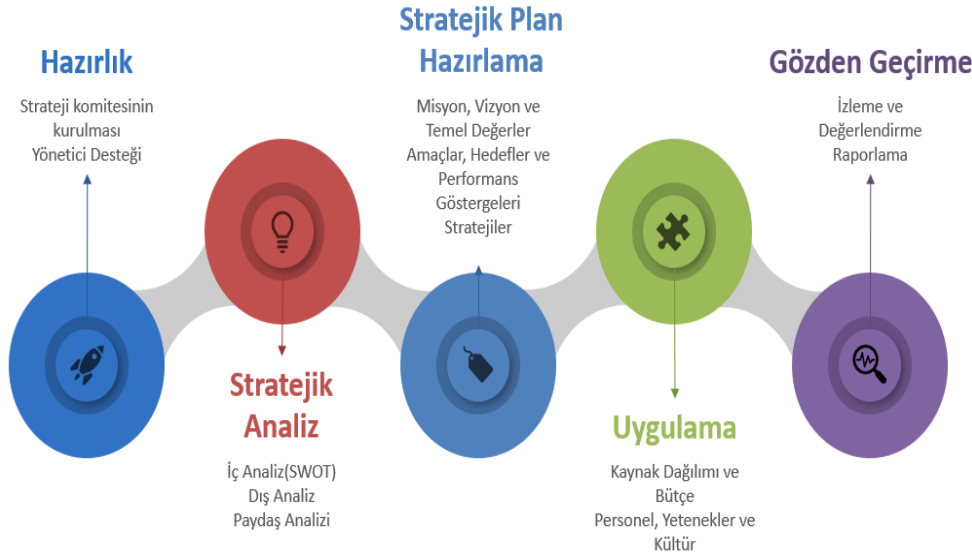 Hazırlık
Strateji komitesinin
kurulması
Yönetici Desteği
Stratejik
Analiz
İç Analiz(SWOT)
Dış Analiz
Paydaş Analizi
Stratejik Plan
Hazırlama
Misyon, Vizyon ve
Temel Değerler
Amaçlar, Hedefler ve
Performans
Göstergeleri
Stratejiler
Uygulama
Kaynak Dağılımı ve
Bütçe
Personel, Yetenekler ve
Kültür
Gözden Geçirme
İzleme ve
Değerlendirme
Raporlama